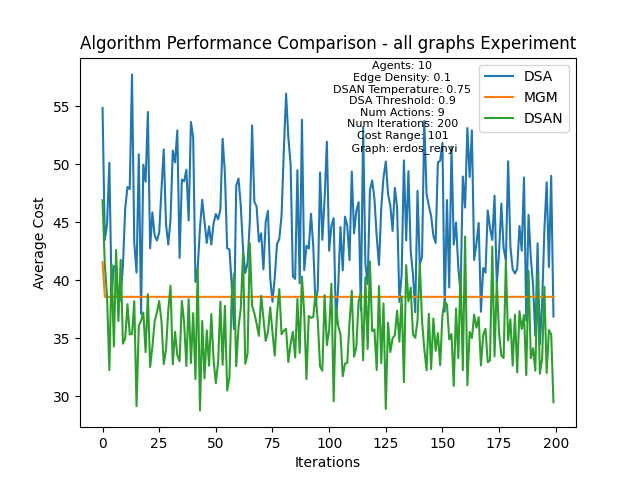 Algorithm Performance Comparison - all graphs Experiment
Agents: 10
Edge Density: 0.1
DSAN Temperature: 0.75
DSA Threshold: 0.9
Num Actions: 9
Num Iterations: 200
Cost Range: 101
Graph: erdos_renyi
DSA
MGM
DSAN
Average Cost
55
50
45
40
35
30
0 25 50 75 100 125 150 175 200
Iterations